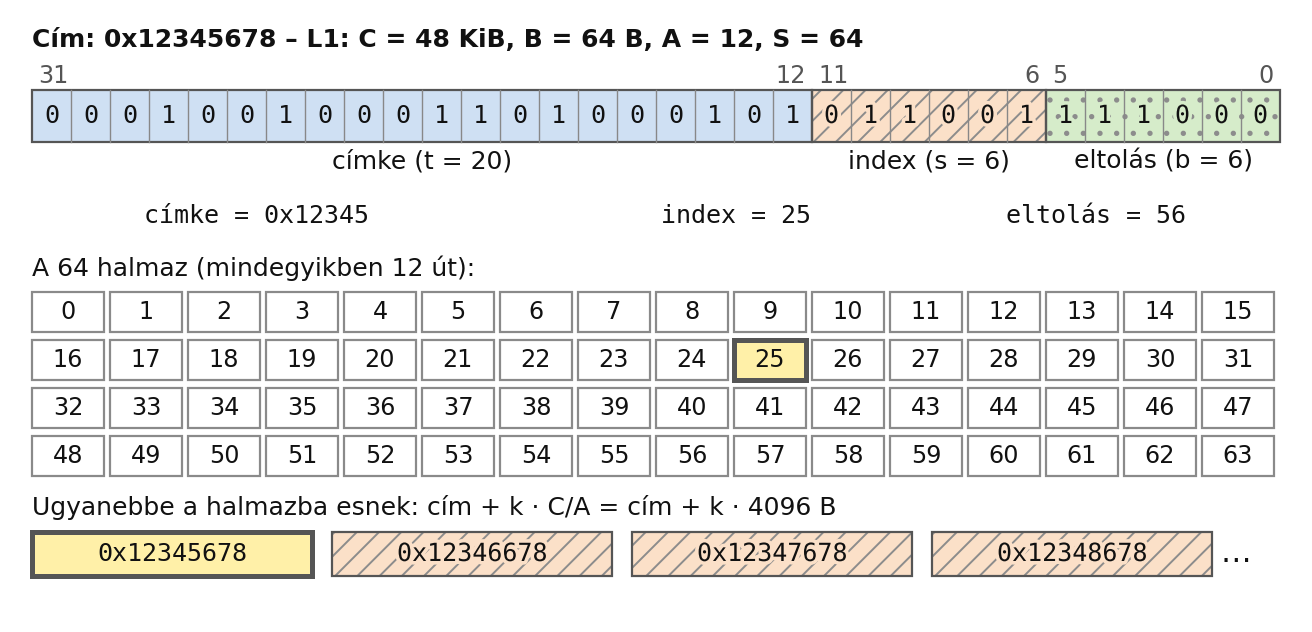 Cím: 0x12345678 – L1: C = 48 KiB, B = 64 B, A = 12, S = 64
31 12 11 6 5 0
0 0 0 1 0 0 1 0 0 0 1 1 0 1 0 0 0 1 0 1 0 1 1 0 0 1 1 1 1 0 0 0
címke (t = 20) index (s = 6) eltolás (b = 6)
címke = 0x12345 index = 25 eltolás = 56
A 64 halmaz (mindegyikben 12 út):
0 1 2 3 4 5 6 7 8 9 10 11 12 13 14 15
16 17 18 19 20 21 22 23 24 25 26 27 28 29 30 31
32 33 34 35 36 37 38 39 40 41 42 43 44 45 46 47
48 49 50 51 52 53 54 55 56 57 58 59 60 61 62 63
Ugyanebbe a halmazba esnek: cím + k · C/A = cím + k · 4096 B
0x12345678 0x12346678 0x12347678 0x12348678 ...